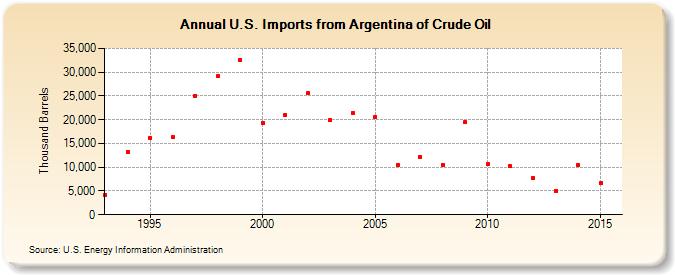 Annual U.S. Imports from Argentina of Crude Oil
Thousand Barrels
35,000
30,000
25,000
20,000
15,000
10,000
5,000
0
1995 2000 2005 2010 2015
Source: U.S. Energy Information Administration